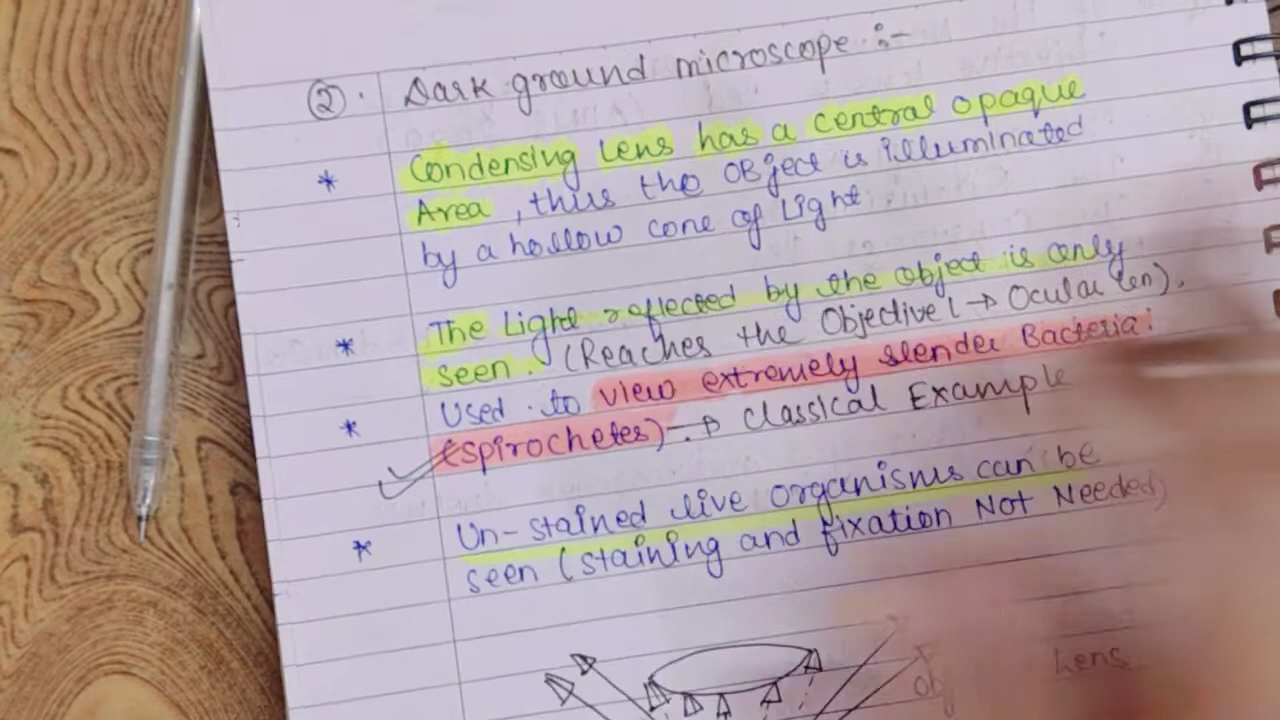 ②. Dark ground microscope :-
* Condensing Lens has a central opaque
Area, thus the OBject is illuminated
by a hollow cone of Light
* The Light reflected by the object is only
seen. (Reaches the Objective (→ Ocular len).
* Used to view extremely slender Bacteria:
(spirochetes) → Classical Example
* Un-stained live organisms can be
seen (staining and fixation Not Needed)
Lens